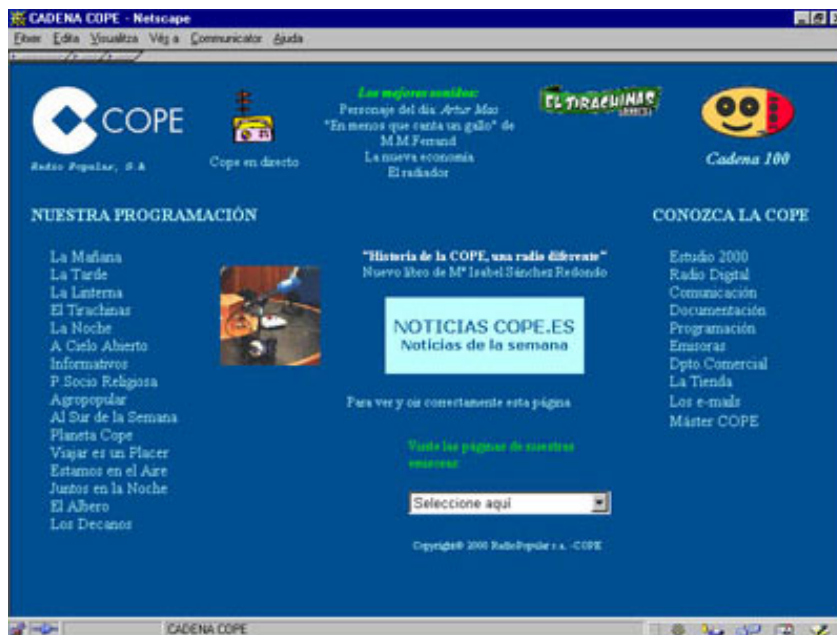 CADENA COPE - Netscape
Fitxer Edita Visualitza Vés a Communicator Ajuda
COPE
Radio Popular, S.A
Cope en directo
Los mejores sonidos:
Personaje del día Artur Mas
"En menos que canta un gallo" de
M.M.Ferrand
La nueva economía
El radiador
EL TIRACHINAS
Cadena 100
NUESTRA PROGRAMACIÓN
La Mañana
La Tarde
La Linterna
El Tirachinas
La Noche
A Cielo Abierto
Informativos
P.Socio Religiosa
Agropopular
Al Sur de la Semana
Planeta Cope
Viajar es un Placer
Estamos en el Aire
Juntos en la Noche
El Albero
Los Decanos
"Historia de la COPE, una radio diferente"
Nuevo libro de Mª Isabel Sánchez Redondo
NOTICIAS COPE.ES
Noticias de la semana
Para ver y oir correctamente esta página
Visite las páginas de nuestras
emisoras:
Seleccione aquí
Copyright© 2000 RadioPopular s.a. -COPE
CONOZCA LA COPE
Estudio 2000
Radio Digital
Comunicación
Documentación
Programación
Emisoras
Dpto.Comercial
La Tienda
Los e-mails
Máster COPE
CADENA COPE